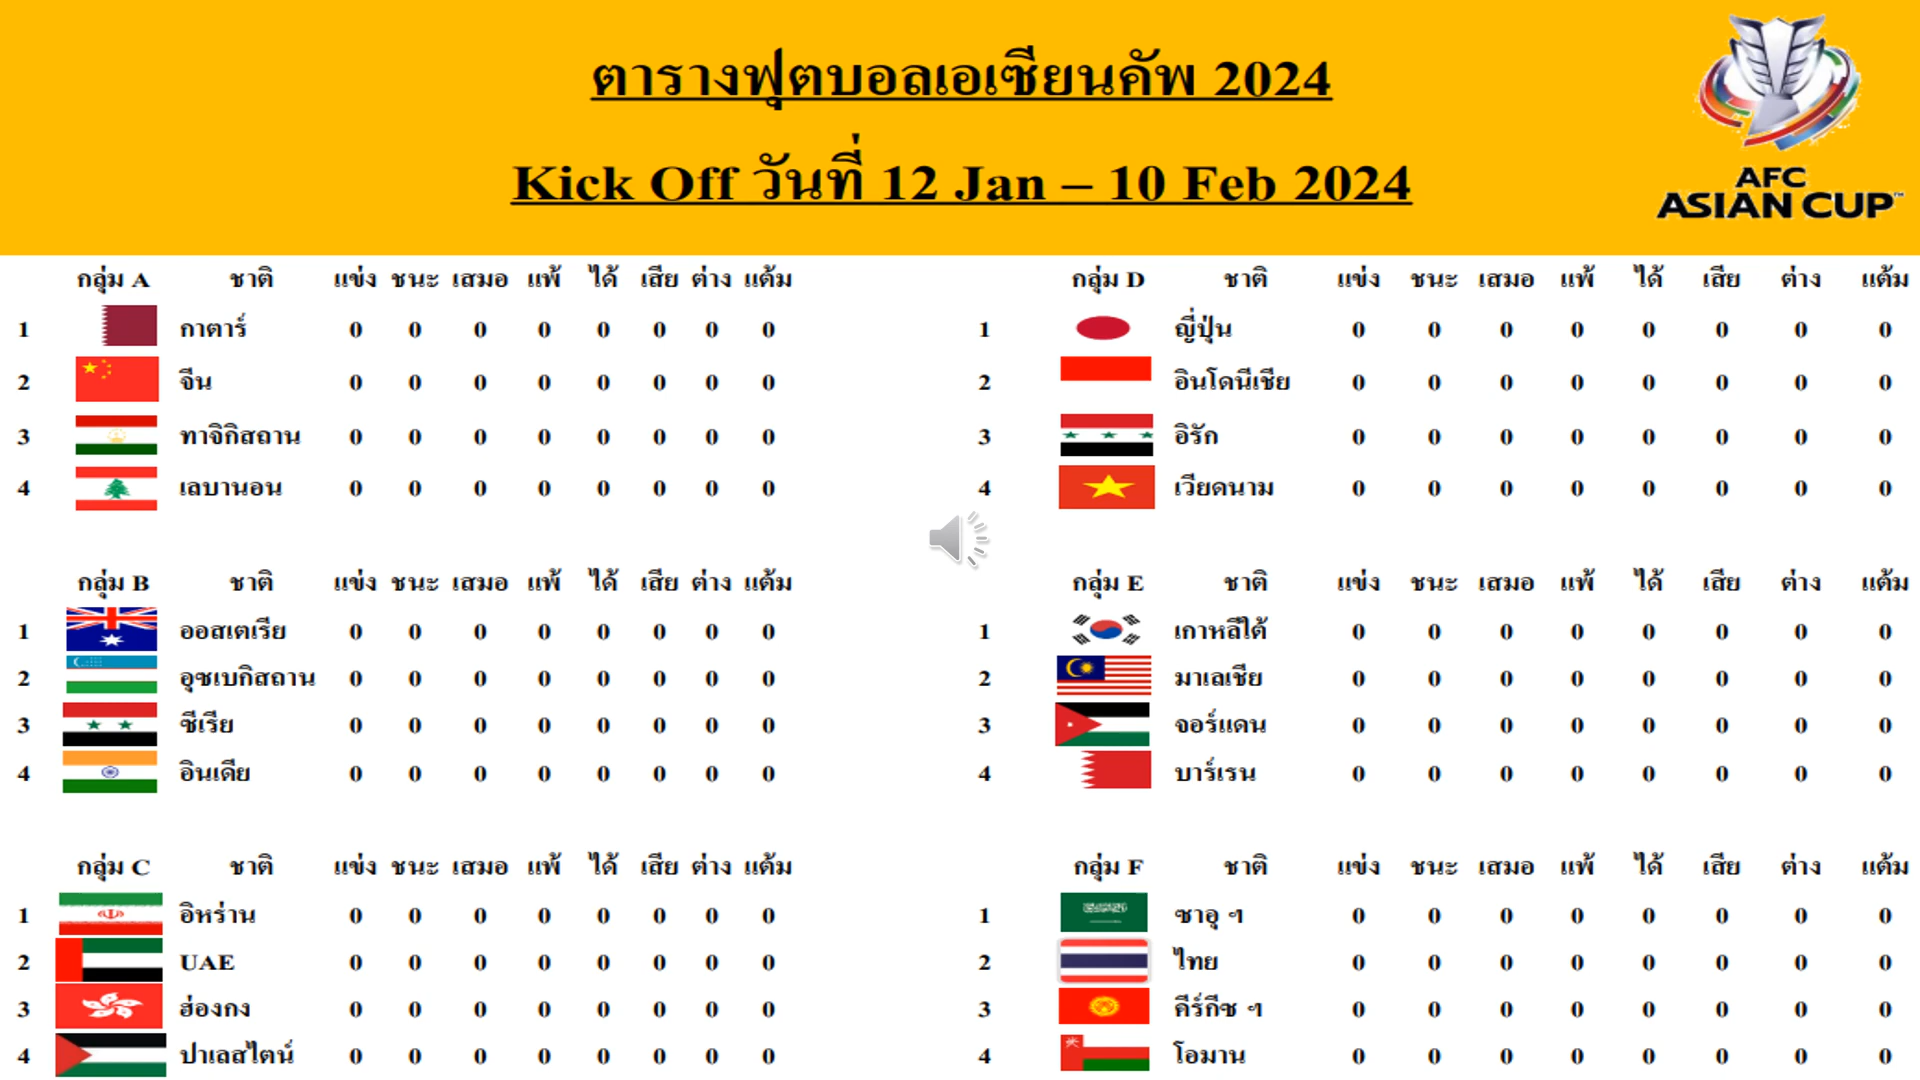 ตารางฟุตบอลเอเซียนคัพ 2024
Kick Off วันที่ 12 Jan – 10 Feb 2024
AFC
ASIAN CUP™
กลุ่ม A ชาติ แข่ง ชนะ เสมอ แพ้ ได้ เสีย ต่าง แต้ม
1 กาตาร์ 0 0 0 0 0 0 0 0
2 จีน 0 0 0 0 0 0 0 0
3 ทาจิกิสถาน 0 0 0 0 0 0 0 0
4 เลบานอน 0 0 0 0 0 0 0 0
กลุ่ม B ชาติ แข่ง ชนะ เสมอ แพ้ ได้ เสีย ต่าง แต้ม
1 ออสเตเรีย 0 0 0 0 0 0 0 0
2 อุซเบกิสถาน 0 0 0 0 0 0 0 0
3 ซีเรีย 0 0 0 0 0 0 0 0
4 อินเดีย 0 0 0 0 0 0 0 0
กลุ่ม C ชาติ แข่ง ชนะ เสมอ แพ้ ได้ เสีย ต่าง แต้ม
1 อิหร่าน 0 0 0 0 0 0 0 0
2 UAE 0 0 0 0 0 0 0 0
3 ฮ่องกง 0 0 0 0 0 0 0 0
4 ปาเลสไตน์ 0 0 0 0 0 0 0 0
กลุ่ม D ชาติ แข่ง ชนะ เสมอ แพ้ ได้ เสีย ต่าง แต้ม
1 ญี่ปุ่น 0 0 0 0 0 0 0 0
2 อินโดนีเชีย 0 0 0 0 0 0 0 0
3 อิรัก 0 0 0 0 0 0 0 0
4 เวียดนาม 0 0 0 0 0 0 0 0
กลุ่ม E ชาติ แข่ง ชนะ เสมอ แพ้ ได้ เสีย ต่าง แต้ม
1 เกาหลีใต้ 0 0 0 0 0 0 0 0
2 มาเลเชีย 0 0 0 0 0 0 0 0
3 จอร์แดน 0 0 0 0 0 0 0 0
4 บาร์เรน 0 0 0 0 0 0 0 0
กลุ่ม F ชาติ แข่ง ชนะ เสมอ แพ้ ได้ เสีย ต่าง แต้ม
1 ซาอุ ฯ 0 0 0 0 0 0 0 0
2 ไทย 0 0 0 0 0 0 0 0
3 คีร์กีซ ฯ 0 0 0 0 0 0 0 0
4 โอมาน 0 0 0 0 0 0 0 0